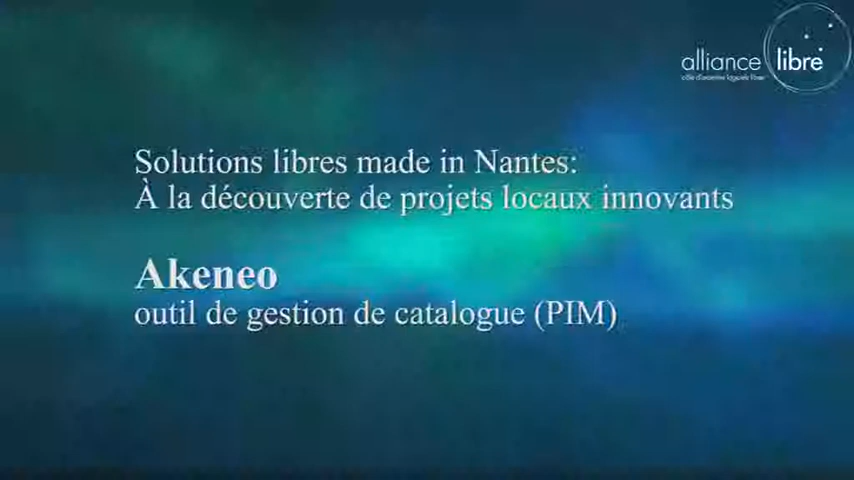 alliance libre
Solutions libres made in Nantes:
À la découverte de projets locaux innovants
Akeneo
outil de gestion de catalogue (PIM)